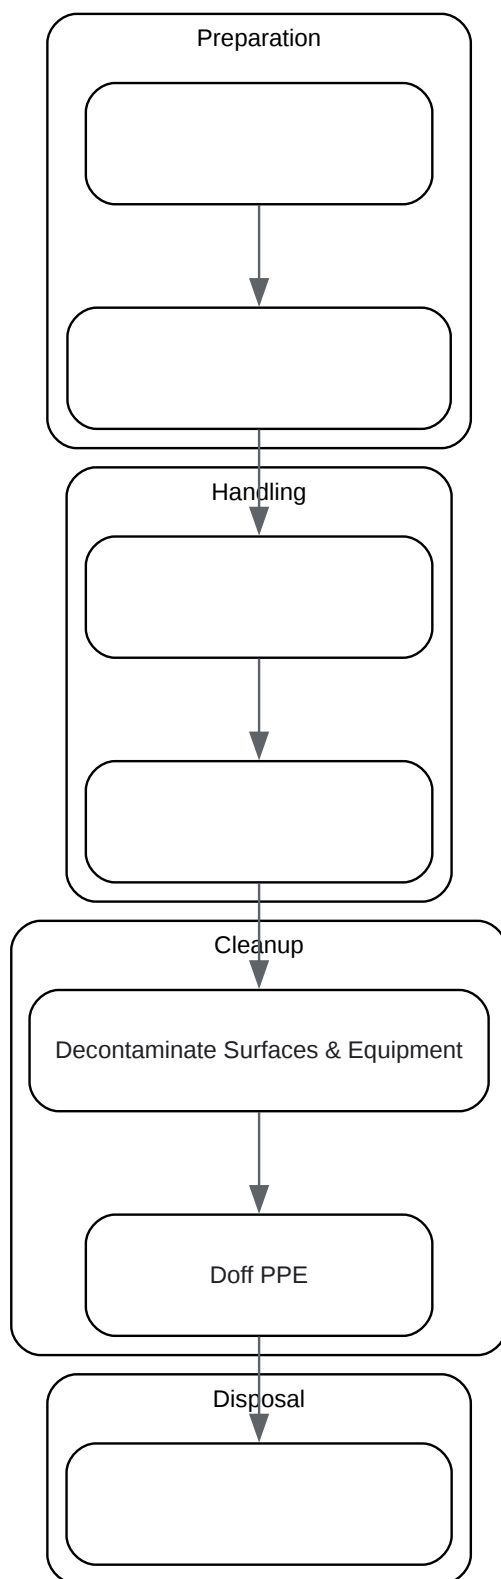 Preparation
Handling
Cleanup
Decontaminate Surfaces & Equipment
Doff PPE
Disposal